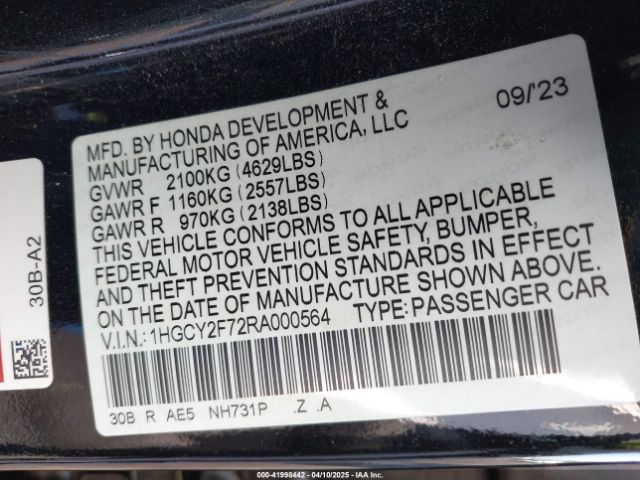 09/'23
MFD. BY HONDA DEVELOPMENT &
MANUFACTURING OF AMERICA, LLC
GVWR 2100KG (4629LBS)
GAWR F 1160KG (2557LBS)
GAWR R 970KG (2138LBS)
THIS VEHICLE CONFORMS TO ALL APPLICABLE
FEDERAL MOTOR VEHICLE SAFETY, BUMPER,
AND THEFT PREVENTION STANDARDS IN EFFECT
ON THE DATE OF MANUFACTURE SHOWN ABOVE.
V.I.N.: 1HGCY2F72RA000564 TYPE: PASSENGER CAR
30B R AE5 NH731P .Z .A
30B-A2
000-41998442 - 04/10/2025 - IAA Inc.